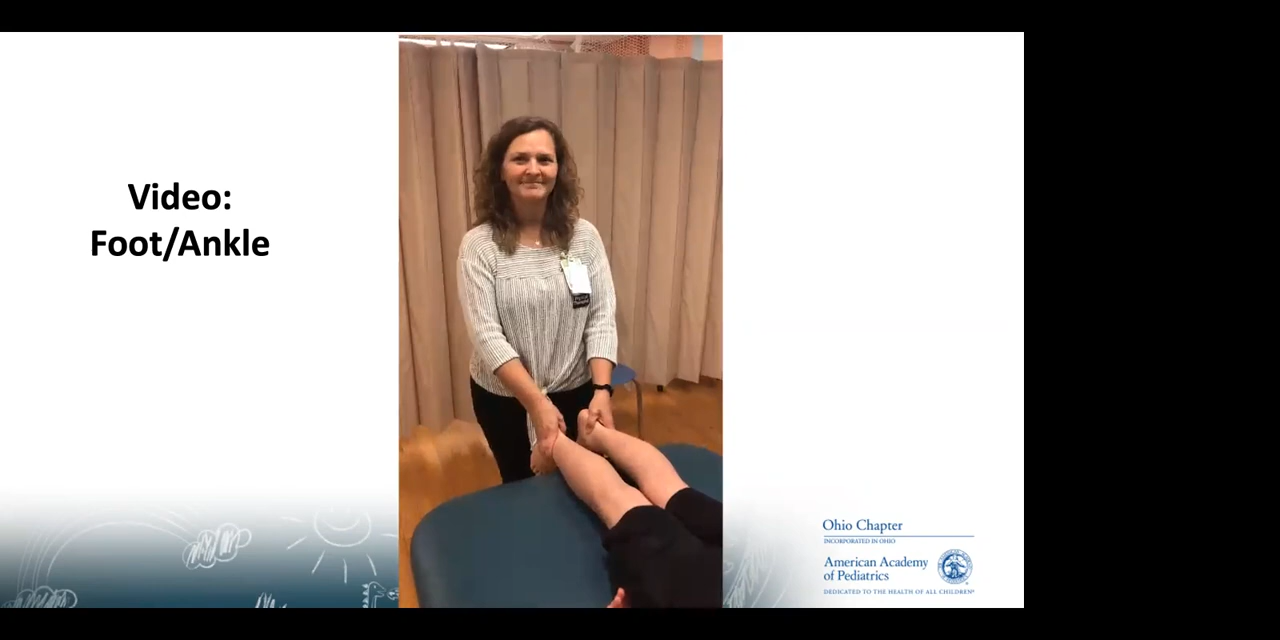 Video:
Foot/Ankle
Ohio Chapter
INCORPORATED IN OHIO
American Academy
of Pediatrics
DEDICATED TO THE HEALTH OF ALL CHILDREN®